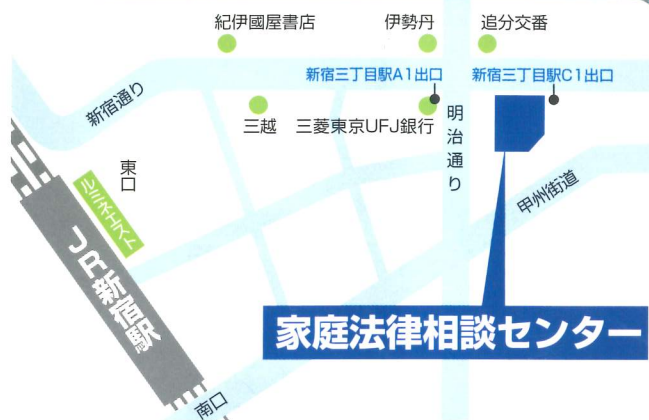 紀伊國屋書店
伊勢丹
追分交番
新宿三丁目駅A1出口
新宿三丁目駅C1出口
新宿通り
三越
三菱東京UFJ銀行
明治通り
東口
ルミネエスト
甲州街道
JR新宿駅
家庭法律相談センター
南口